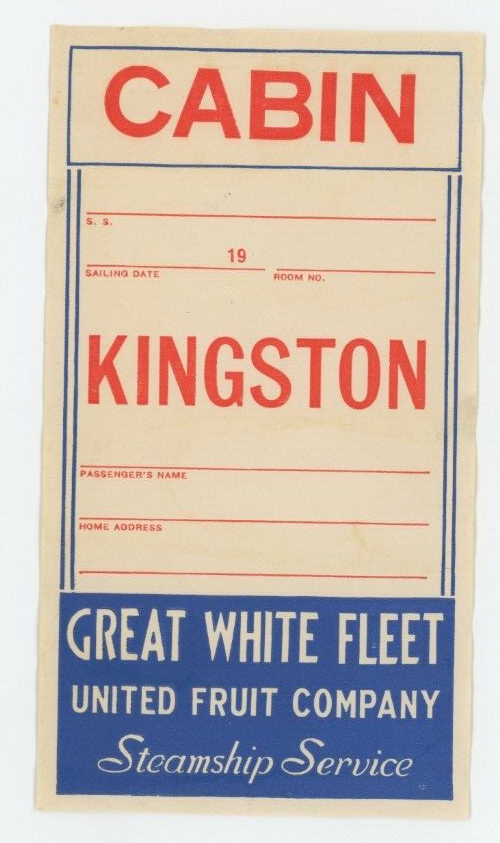 CABIN
S. S.
19
SAILING DATE ROOM NO.
KINGSTON
PASSENGER'S NAME
HOME ADDRESS
GREAT WHITE FLEET
UNITED FRUIT COMPANY
Steamship Service